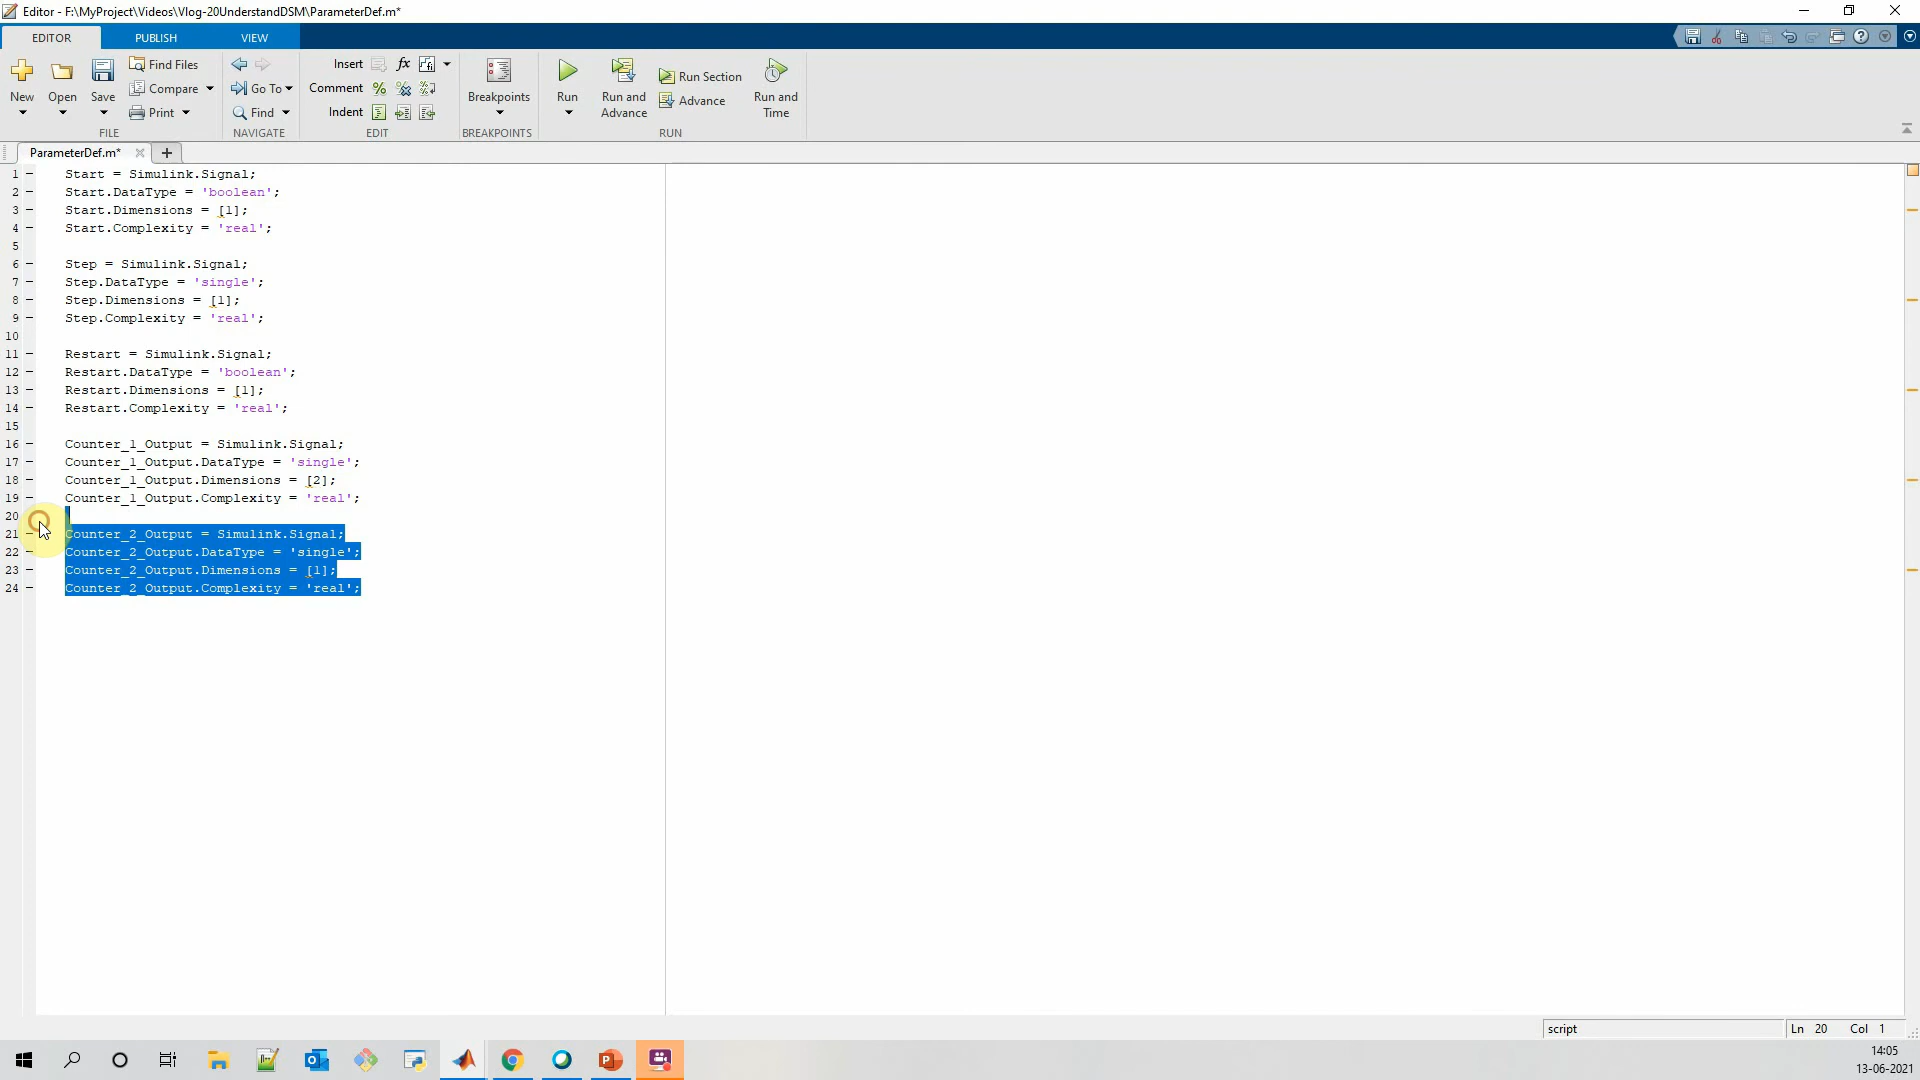 Editor - F:\MyProject\Videos\Vlog-20UnderstandDSM\ParameterDef.m*
EDITOR PUBLISH VIEW
New Open Save Find Files Compare Print
Go To Find
Insert fx
Comment %
Indent
Breakpoints
Run Run and Advance Run Section Advance Run and Time
FILE NAVIGATE EDIT BREAKPOINTS RUN
ParameterDef.m*
1 Start = Simulink.Signal;
2 Start.DataType = 'boolean';
3 Start.Dimensions = [1];
4 Start.Complexity = 'real';
5
6 Step = Simulink.Signal;
7 Step.DataType = 'single';
8 Step.Dimensions = [1];
9 Step.Complexity = 'real';
10
11 Restart = Simulink.Signal;
12 Restart.DataType = 'boolean';
13 Restart.Dimensions = [1];
14 Restart.Complexity = 'real';
15
16 Counter_1_Output = Simulink.Signal;
17 Counter_1_Output.DataType = 'single';
18 Counter_1_Output.Dimensions = [2];
19 Counter_1_Output.Complexity = 'real';
20
21 Counter_2_Output = Simulink.Signal;
22 Counter_2_Output.DataType = 'single';
23 Counter_2_Output.Dimensions = [1];
24 Counter_2_Output.Complexity = 'real';
script Ln 20 Col 1
14:05
13-06-2021